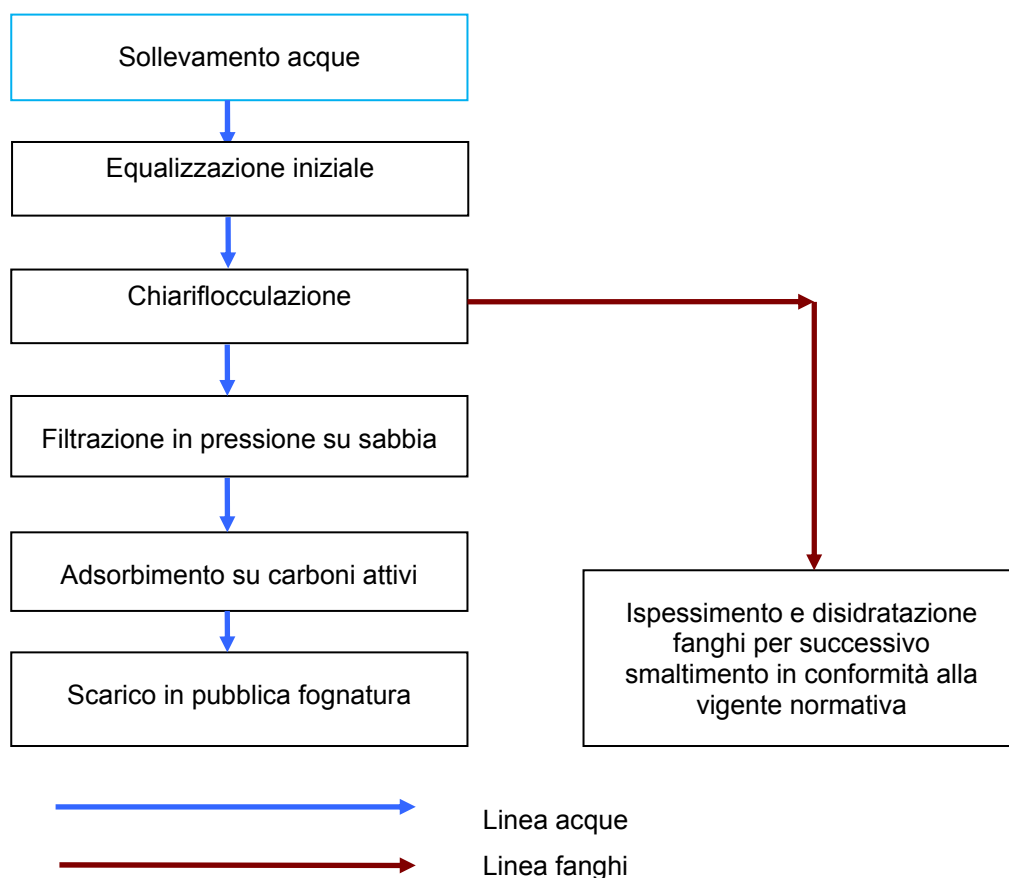 Sollevamento acque
Equalizzazione iniziale
Chiariflocculazione
Filtrazione in pressione su sabbia
Adsorbimento su carboni attivi
Scarico in pubblica fognatura
Ispessimento e disidratazione
fanghi per successivo
smaltimento in conformità alla
vigente normativa
Linea acque
Linea fanghi